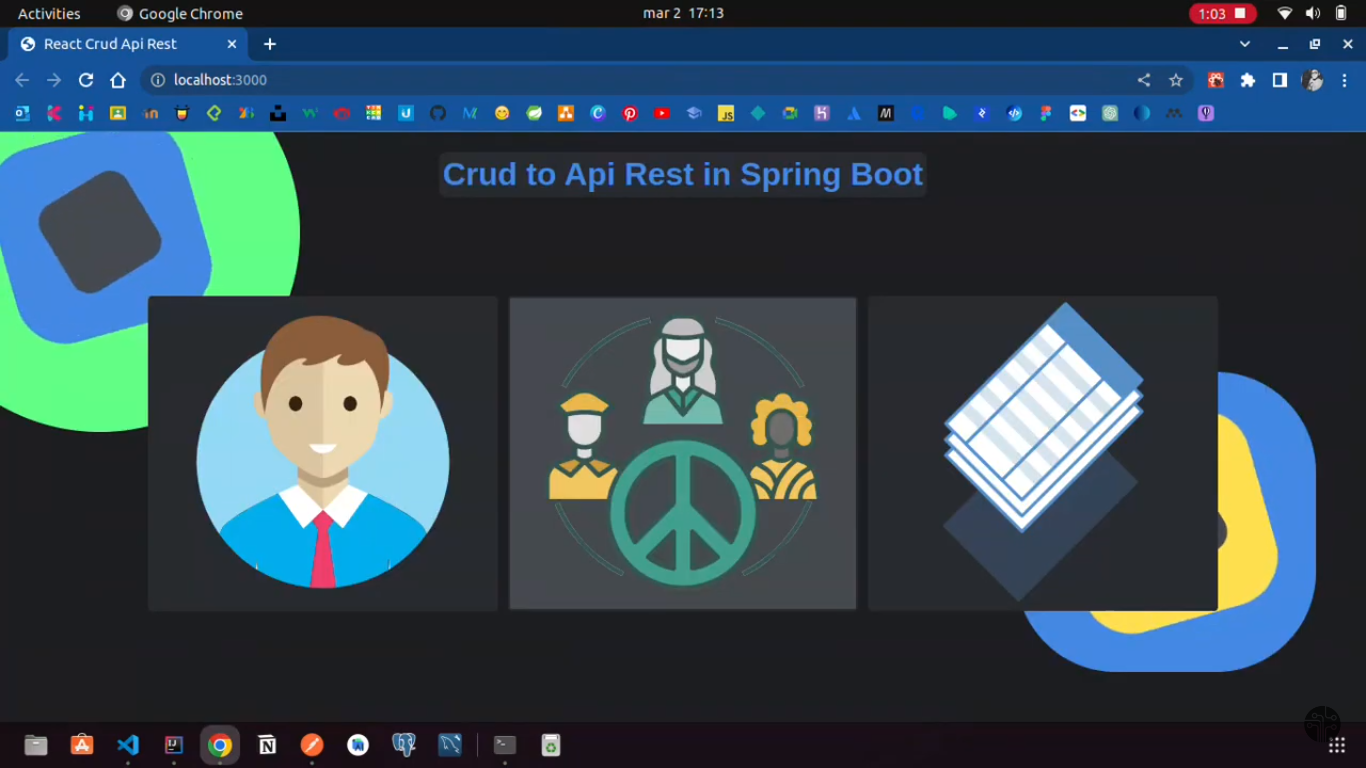 Activities
Google Chrome
mar 2 17:13
1:03
React Crud Api Rest
localhost:3000
Crud to Api Rest in Spring Boot